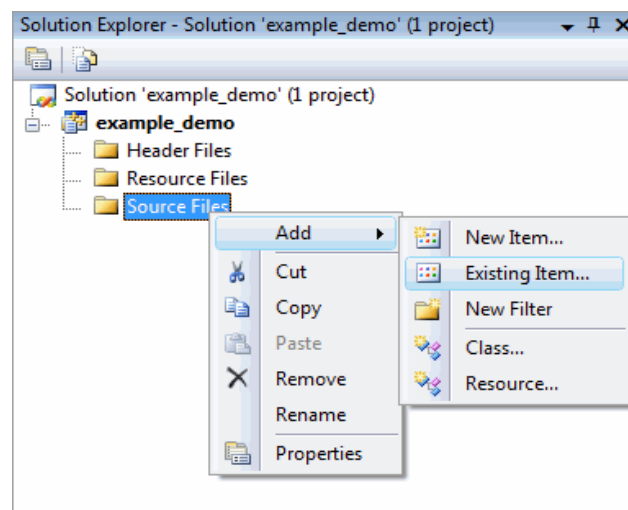 Solution Explorer - Solution 'example_demo' (1 project)
Solution 'example_demo' (1 project)
example_demo
Header Files
Resource Files
Source Files
Add
Cut
Copy
Paste
Remove
Rename
Properties
New Item...
Existing Item...
New Filter
Class...
Resource...